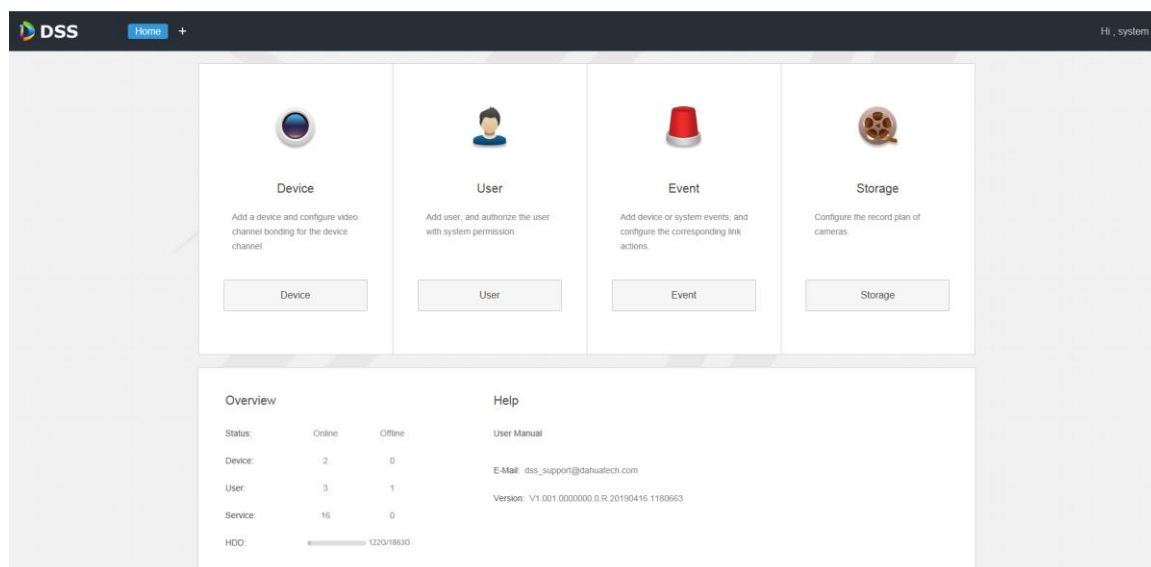 DSS
Home +
Hi , system
Device
Add a device and configure video
channel bonding for the device
channel.
Device
User
Add user, and authorize the user
with system permission.
User
Event
Add device or system events, and
configure the corresponding link
actions.
Event
Storage
Configure the record plan of
cameras.
Storage
Overview
Status: Online Offline
Device: 2 0
User: 3 1
Service: 16 0
HDD: 122G/1863G
Help
User Manual
E-Mail: dss_support@dahuatech.com
Version: V1.001.0000000.0.R.20190416.1180663